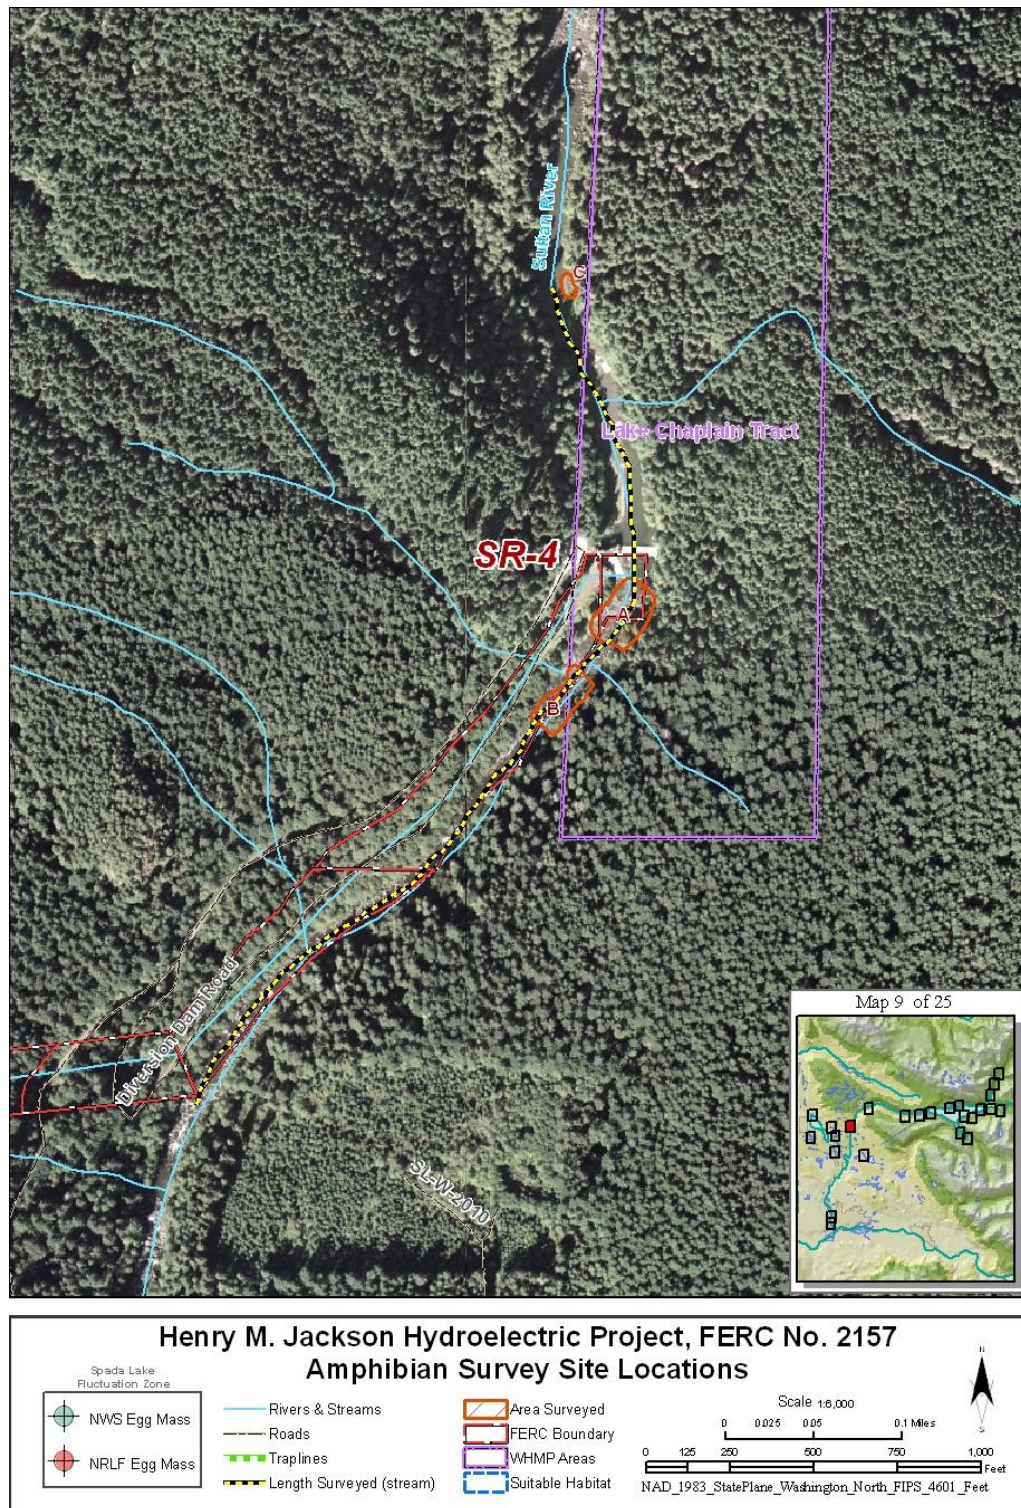 Sultan River
C
Lake Chaplain Tract
SR-4
A
B
Diversion Dam Road
SL-W-2010
Map 9 of 25
Henry M. Jackson Hydroelectric Project, FERC No. 2157
Amphibian Survey Site Locations
Spada Lake
Fluctuation Zone
NWS Egg Mass
NRLF Egg Mass
Rivers & Streams
Roads
Traplines
Length Surveyed (stream)
Area Surveyed
FERC Boundary
WHMP Areas
Suitable Habitat
N
S
Scale 1:6,000
0 0.025 0.05 0.1 Miles
0 125 250 500 750 1,000
Feet
NAD_1983_StatePlane_Washington_North_FIPS_4601_Feet